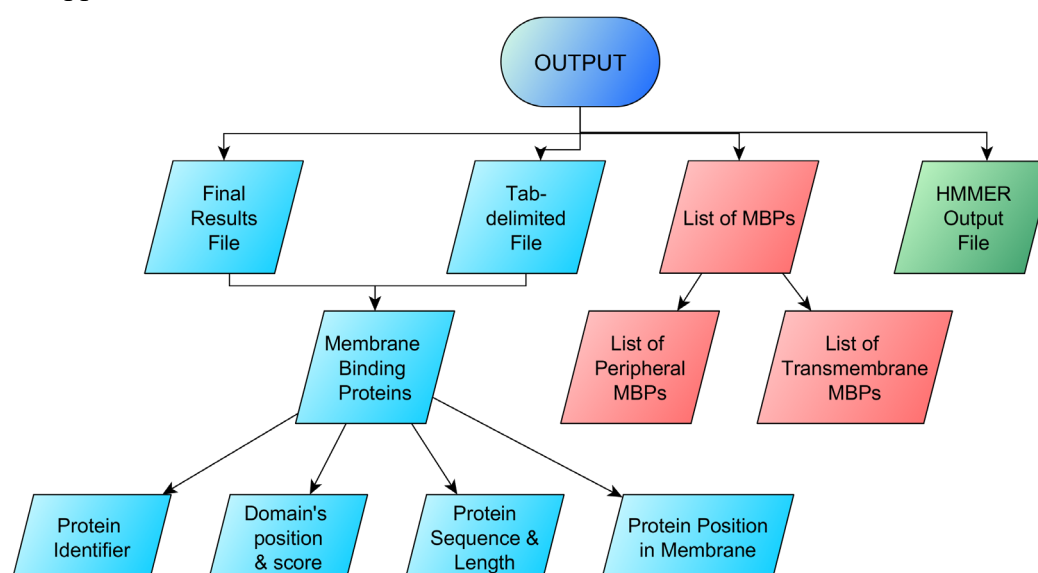 OUTPUT
Final
Results
File
Tab-
delimited
File
List of MBPs
HMMER
Output
File
Membrane
Binding
Proteins
List of
Peripheral
MBPs
List of
Transmembrane
MBPs
Protein
Identifier
Domain's
position
& score
Protein
Sequence &
Length
Protein Position
in Membrane